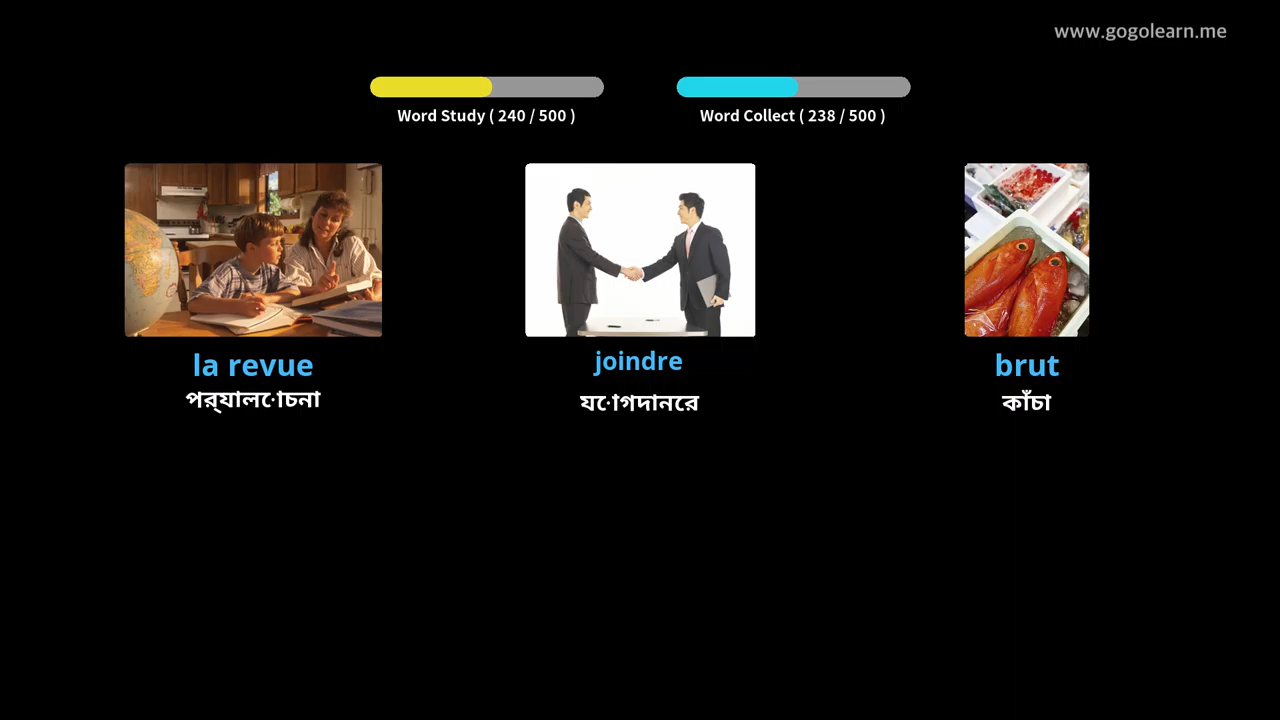 www.gogolearn.me
Word Study ( 240 / 500 )
Word Collect ( 238 / 500 )
la revue
joindre
brut
পর্যালোচনা
যোগদানরে
কাঁচা